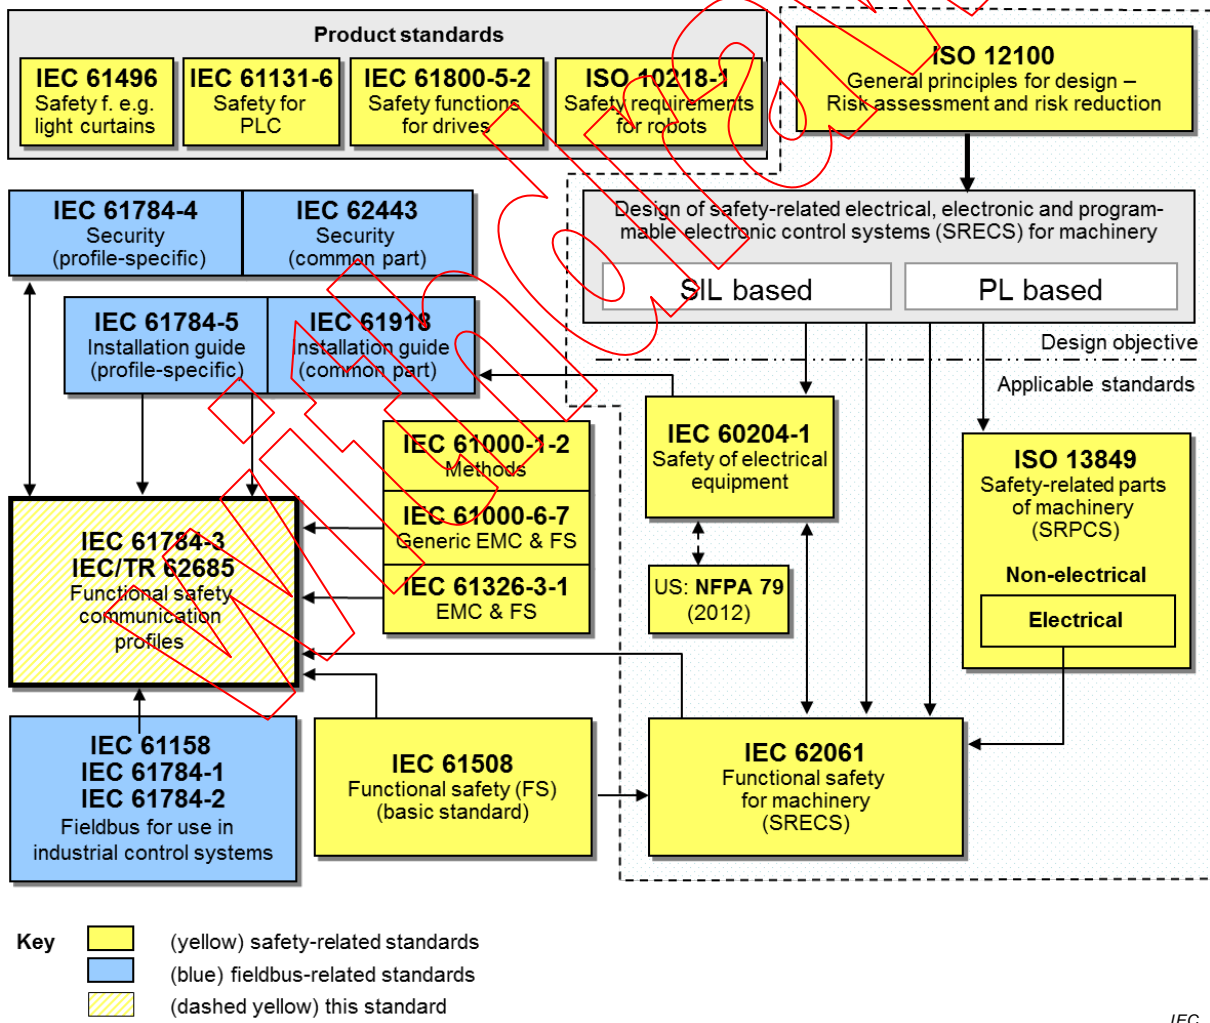 Product standards
IEC 61496
Safety f. e.g.
light curtains
IEC 61131-6
Safety for
PLC
IEC 61800-5-2
Safety functions
for drives
ISO 10218-1
Safety requirements
for robots
ISO 12100
General principles for design –
Risk assessment and risk reduction
IEC 61784-4
Security
(profile-specific)
IEC 62443
Security
(common part)
Design of safety-related electrical, electronic and program-
mable electronic control systems (SRECS) for machinery
SIL based
PL based
IEC 61784-5
Installation guide
(profile-specific)
IEC 61918
Installation guide
(common part)
Design objective
Applicable standards
IEC 61000-1-2
Methods
IEC 61000-6-7
Generic EMC & FS
IEC 61326-3-1
EMC & FS
IEC 60204-1
Safety of electrical
equipment
US: NFPA 79
(2012)
ISO 13849
Safety-related parts
of machinery
(SRPCS)
Non-electrical
Electrical
IEC 61784-3
IEC/TR 62685
Functional safety
communication
profiles
IEC 61158
IEC 61784-1
IEC 61784-2
Fieldbus for use in
industrial control systems
IEC 61508
Functional safety (FS)
(basic standard)
IEC 62061
Functional safety
for machinery
(SRECS)
Key
(yellow) safety-related standards
(blue) fieldbus-related standards
(dashed yellow) this standard
IEC